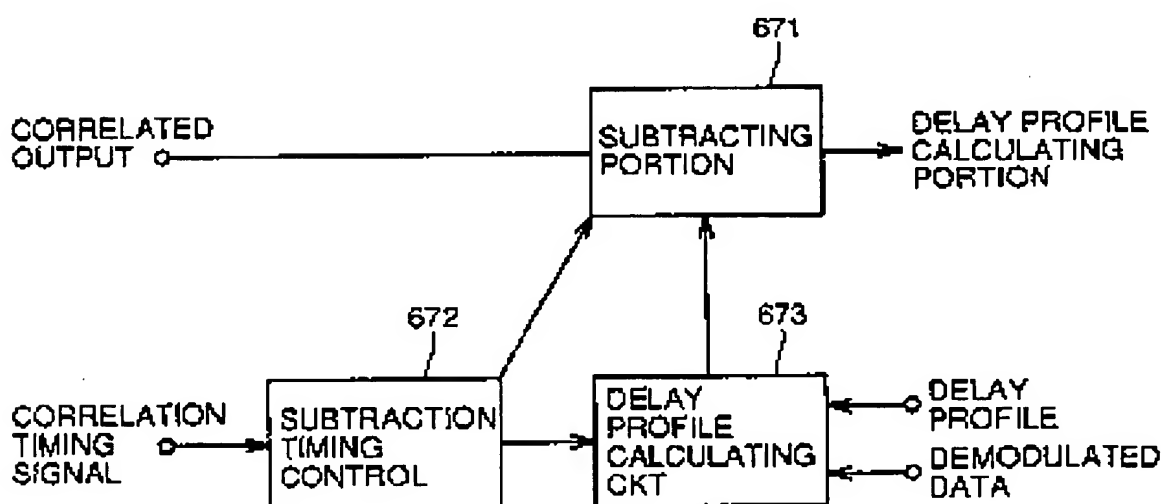 671
CORRELATED
OUTPUT
SUBTRACTING
PORTION
DELAY PROFILE
CALCULATING
PORTION
672
673
CORRELATION
TIMING
SIGNAL
SUBTRACTION
TIMING
CONTROL
DELAY
PROFILE
CALCULATING
CKT
DELAY
PROFILE
DEMODULATED
DATA